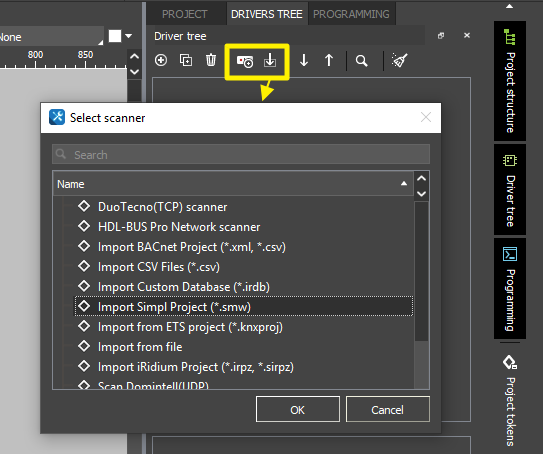 PROJECT DRIVERS TREE PROGRAMMING
None
Driver tree
800 850
Select scanner
Search
Name
DuoTecno(TCP) scanner
HDL-BUS Pro Network scanner
Import BACnet Project (*.xml, *.csv)
Import CSV Files (*.csv)
Import Custom Database (*.irdb)
Import Simpl Project (*.smw)
Import from ETS project (*.knxproj)
Import from file
Import iRidium Project (*.irpz, *.sirpz)
Scan Domintell(UDP)
OK Cancel
Project structure
Driver tree
Programming
Project tokens